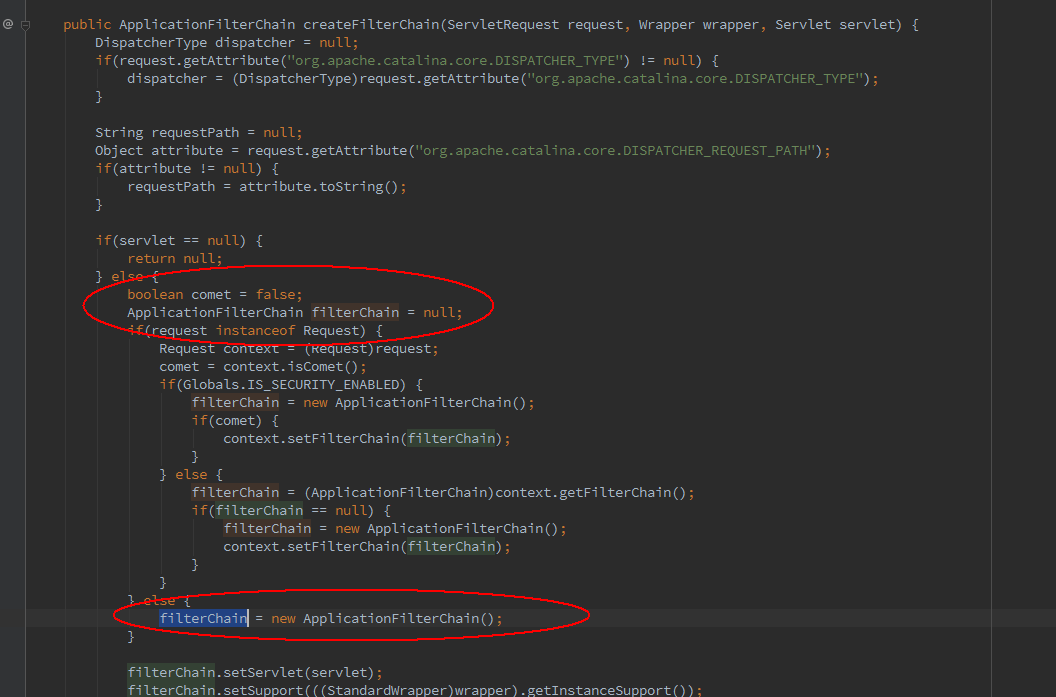 @
public ApplicationFilterChain createFilterChain(ServletRequest request, Wrapper wrapper, Servlet servlet) {
DispatcherType dispatcher = null;
if(request.getAttribute("org.apache.catalina.core.DISPATCHER_TYPE") != null) {
dispatcher = (DispatcherType)request.getAttribute("org.apache.catalina.core.DISPATCHER_TYPE");
}
String requestPath = null;
Object attribute = request.getAttribute("org.apache.catalina.core.DISPATCHER_REQUEST_PATH");
if(attribute != null) {
requestPath = attribute.toString();
}
if(servlet == null) {
return null;
} else {
boolean comet = false;
ApplicationFilterChain filterChain = null;
if(request instanceof Request) {
Request context = (Request)request;
comet = context.isComet();
if(Globals.IS_SECURITY_ENABLED) {
filterChain = new ApplicationFilterChain();
if(comet) {
context.setFilterChain(filterChain);
}
} else {
filterChain = (ApplicationFilterChain)context.getFilterChain();
if(filterChain == null) {
filterChain = new ApplicationFilterChain();
context.setFilterChain(filterChain);
}
}
} else {
filterChain = new ApplicationFilterChain();
}
filterChain.setServlet(servlet);
filterChain.setSupport(((StandardWrapper)wrapper).getInstanceSupport());